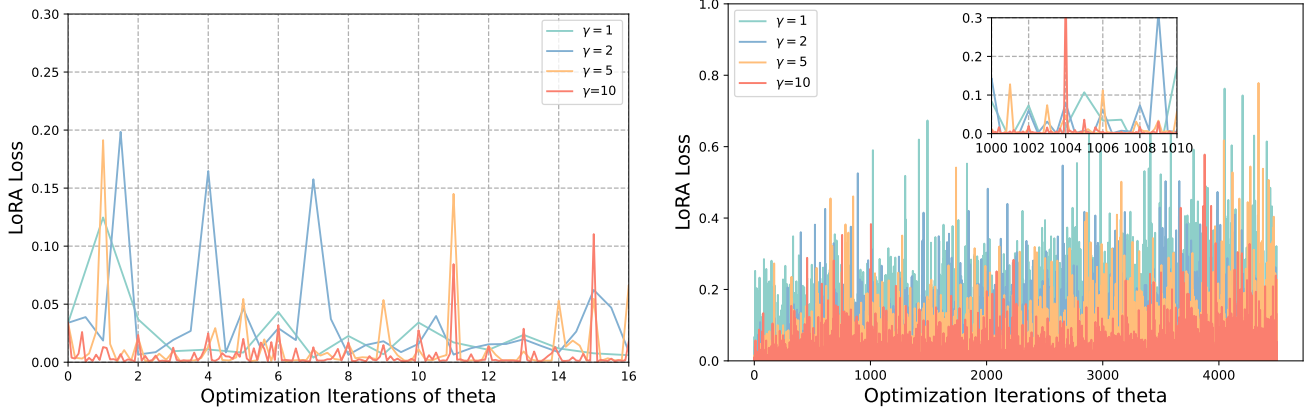 LoRA Loss
0.30
0.25
0.20
0.15
0.10
0.05
0.00
γ = 1
γ = 2
γ = 5
γ=10
0 2 4 6 8 10 12 14 16
Optimization Iterations of theta
LoRA Loss
1.0
0.8
0.6
0.4
0.2
0.0
γ = 1
γ = 2
γ = 5
γ=10
0.3
0.2
0.1
0.0
1000 1002 1004 1006 1008 1010
0 1000 2000 3000 4000
Optimization Iterations of theta